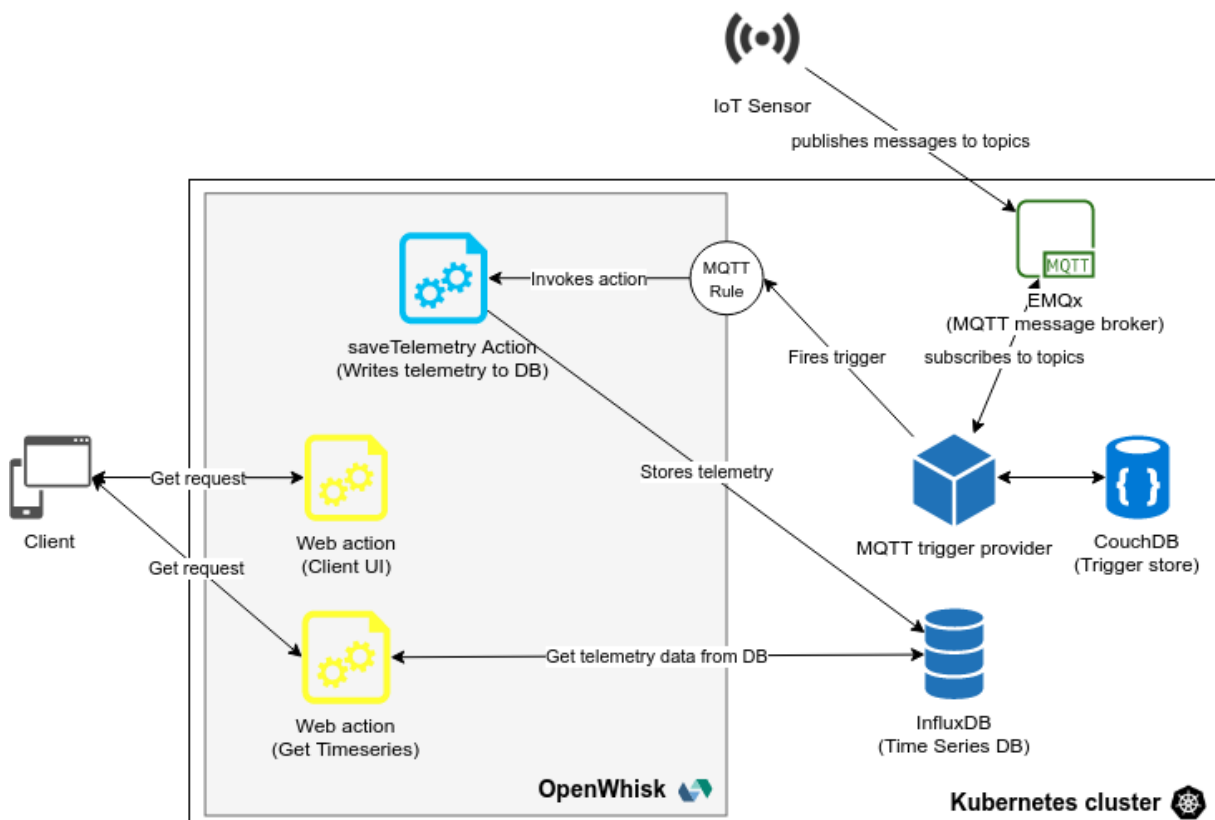 IoT Sensor
publishes messages to topics
MQTT
EMQx
(MQTT message broker)
MQTT
Rule
Invokes action
saveTelemetry Action
(Writes telemetry to DB)
Fires trigger
subscribes to topics
Stores telemetry
Client
Get request
Get request
Web action
(Client UI)
MQTT trigger provider
{ }
CouchDB
(Trigger store)
Get telemetry data from DB
Web action
(Get Timeseries)
InfluxDB
(Time Series DB)
OpenWhisk
Kubernetes cluster